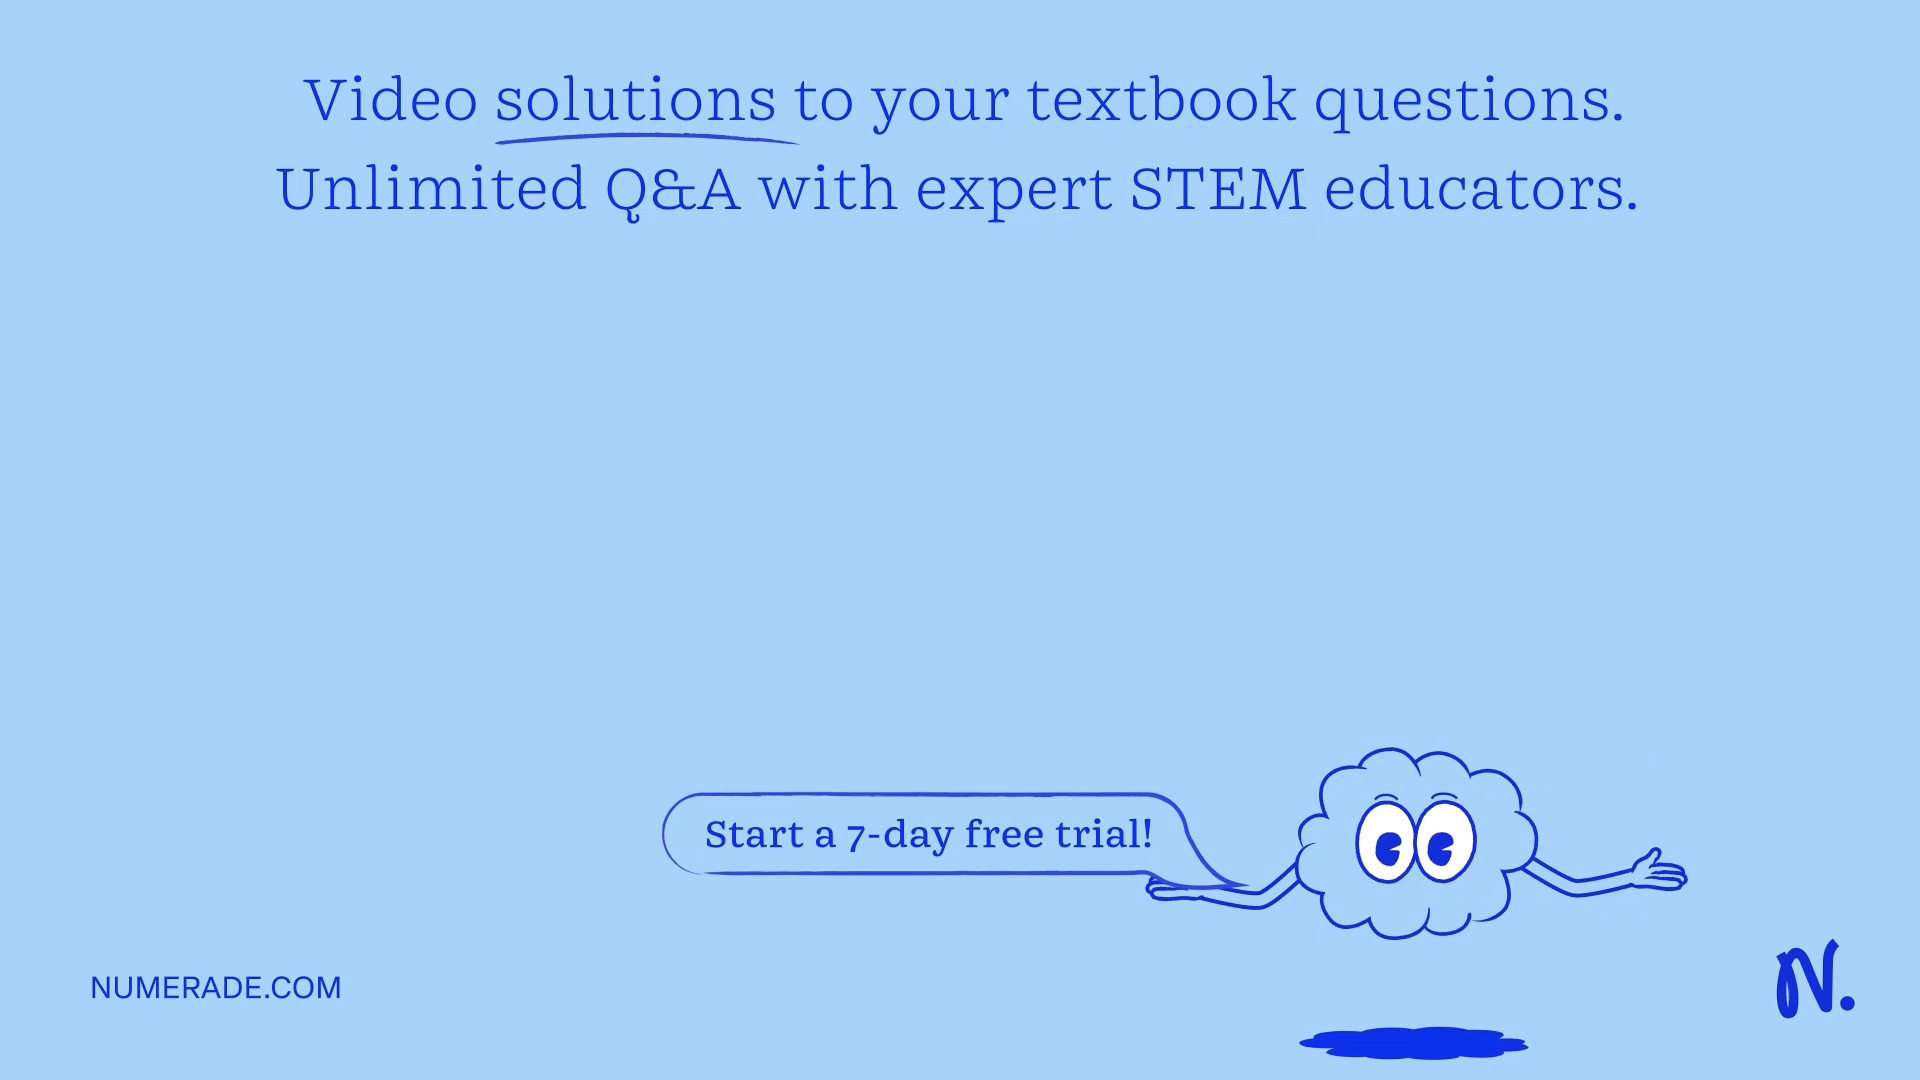 Video solutions to your textbook questions.
Unlimited Q&A with expert STEM educators.
Start a 7-day free trial!
NUMERADE.COM
N.